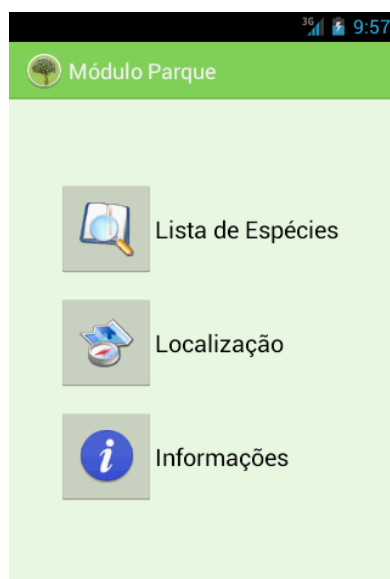 3G 9:57
Módulo Parque
Lista de Espécies
Localização
Informações